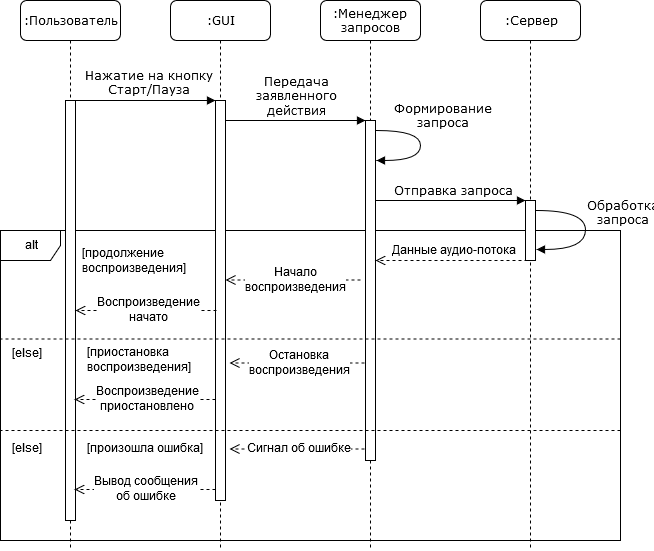 :Пользователь
:GUI
:Менеджер
запросов
:Сервер
Нажатие на кнопку
Старт/Пауза
Передача
заявленного
действия
Формирование
запроса
Отправка запроса
Обработка
запроса
alt
[продолжение
воспроизведения]
Данные аудио-потока
Начало
воспроизведения
Воспроизведение
начато
[else]
[приостановка
воспроизведения]
Остановка
воспроизведения
Воспроизведение
приостановлено
[else]
[произошла ошибка]
Сигнал об ошибке
Вывод сообщения
об ошибке